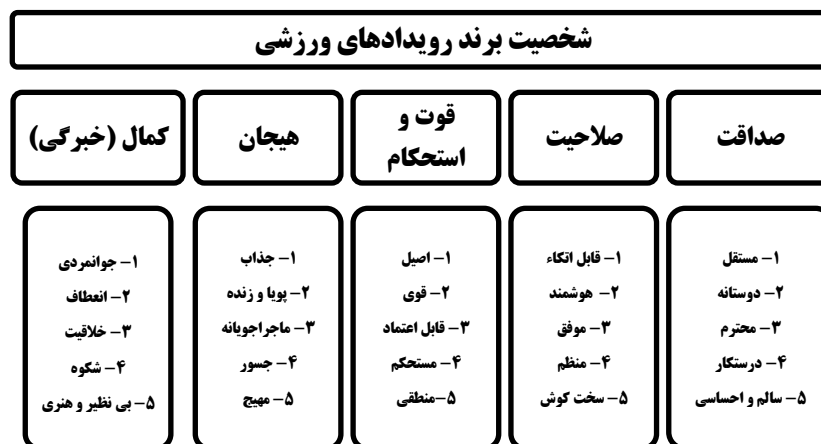 شخصیت برند رویدادهای ورزشی
صداقت
صلاحیت
قوت و
استحکام
هیجان
کمال (خبرگی)
۱- مستقل
۲- دوستانه
۳- محترم
۴- درستکار
۵- سالم و احساسی
۱- قابل اتکاء
۲- هوشمند
۳- موفق
۴- منظم
۵- سخت کوش
۱- اصیل
۲- قوی
۳- قابل اعتماد
۴- مستحکم
۵-منطقی
۱- جذاب
۲- پویا و زنده
۳- ماجراجویانه
۴- جسور
۵- مهیج
۱- جوانمردی
۲- انعطاف
۳- خلاقیت
۴- شکوه
۵- بی نظیر و هنری